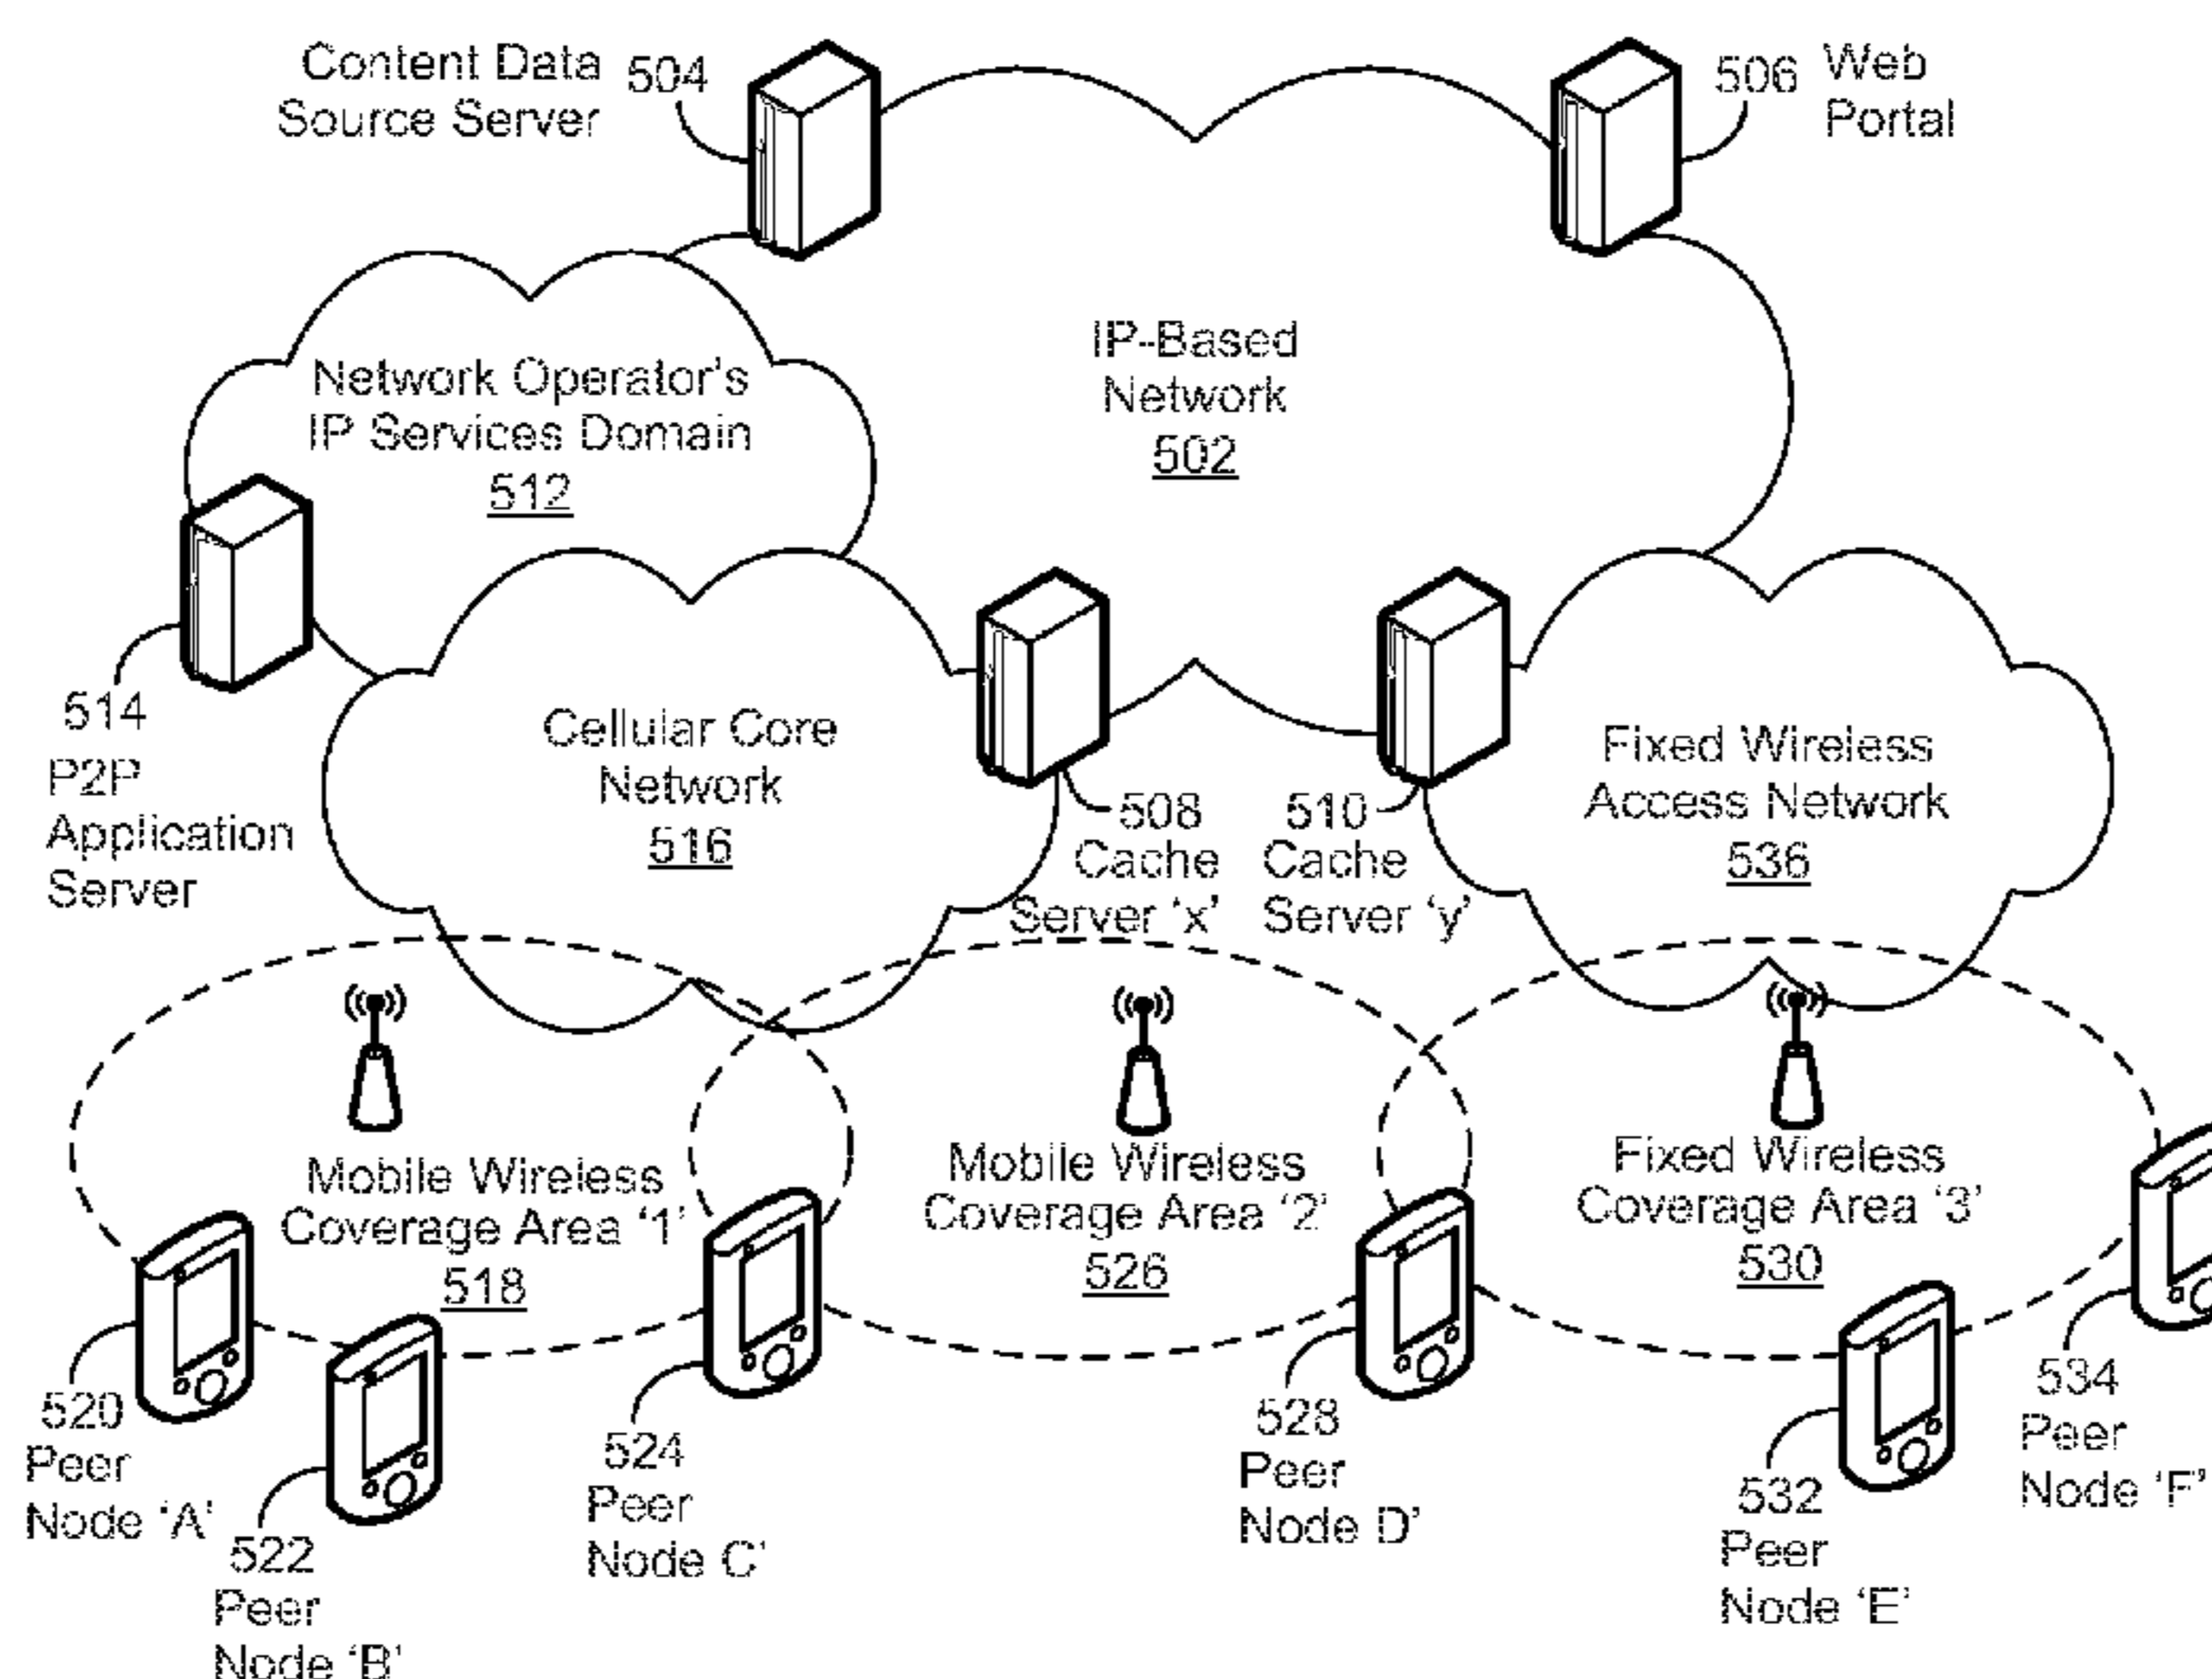 Content Data
Source Server
504
506
Web
Portal
IP-Based
Network
502
Network Operator's
IP Services Domain
512
514
P2P
Application
Server
Cellular Core
Network
516
508
Cache
Server 'x'
510
Cache
Server 'y'
Fixed Wireless
Access Network
536
Mobile Wireless
Coverage Area '1'
518
Mobile Wireless
Coverage Area '2'
526
Fixed Wireless
Coverage Area '3'
530
520
Peer
Node 'A'
522
Peer
Node 'B'
524
Peer
Node C'
528
Peer
Node D'
532
Peer
Node 'E'
534
Peer
Node 'F'